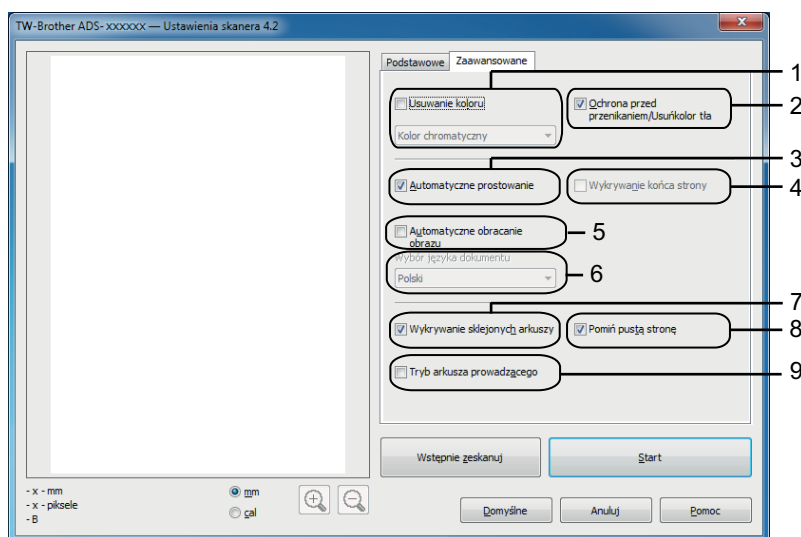 TW-Brother ADS- xxxxxx — Ustawienia skanera 4.2
Podstawowe Zaawansowane
1
Usuwanie koloru
Ochrona przed
przenikaniem/Usuńkolor tła
2
Kolor chromatyczny
3
Automatyczne prostowanie
Wykrywanie końca strony
4
Automatyczne obracanie
obrazu
5
Wybór języka dokumentu
Polski
6
7
Wykrywanie sklejonych arkuszy
Pomiń pustą stronę
8
Tryb arkusza prowadzącego
9
Wstępnie zeskanuj
Start
- x - mm
- x - piksele
- B
mm
cal
Domyślne
Anuluj
Pomoc